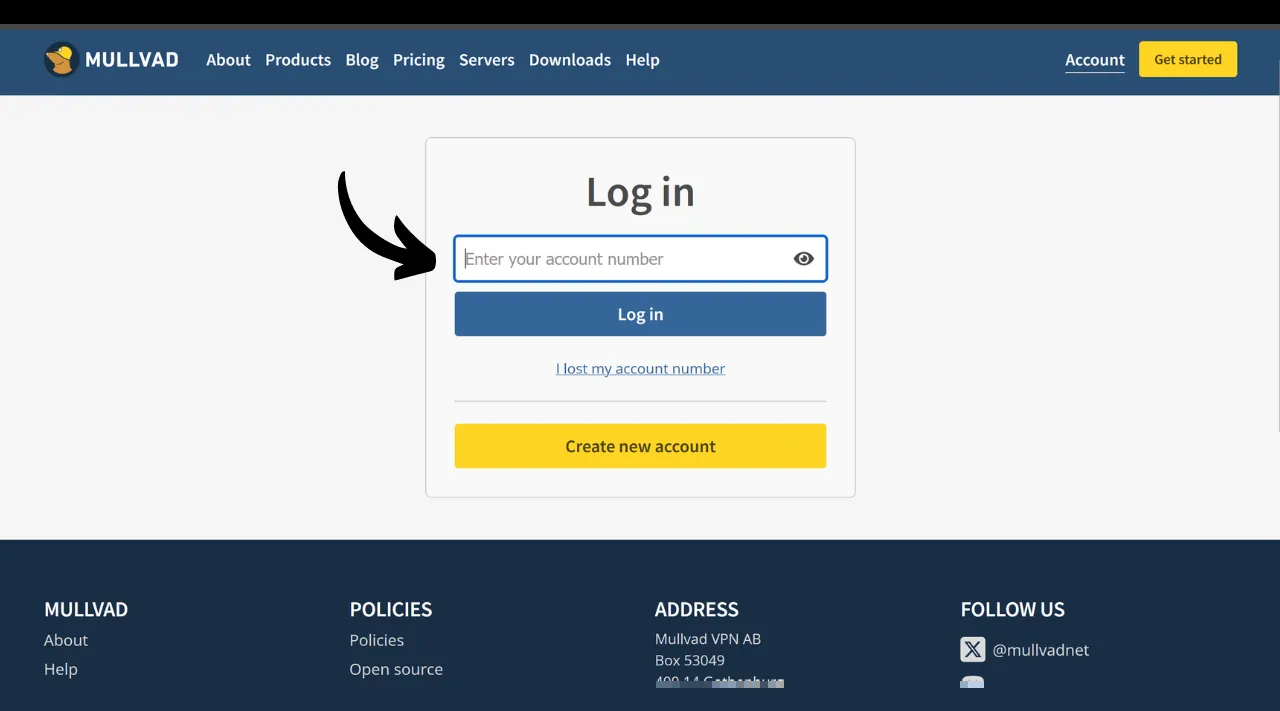 MULLVAD About Products Blog Pricing Servers Downloads Help Account Get started
Log in
Enter your account number
Log in
I lost my account number
Create new account
MULLVAD
About
Help
POLICIES
Policies
Open source
ADDRESS
Mullvad VPN AB
Box 53049
FOLLOW US
@mullvadnet